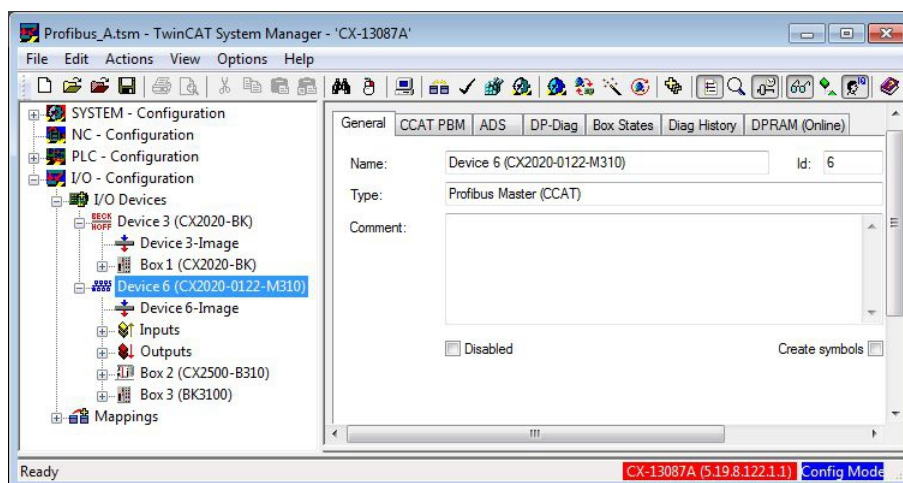 Profibus_A.tsm - TwinCAT System Manager - 'CX-13087A'
File Edit Actions View Options Help
SYSTEM - Configuration
NC - Configuration
PLC - Configuration
I/O - Configuration
I/O Devices
BECK
HOFF
Device 3 (CX2020-BK)
Device 3-Image
Box 1 (CX2020-BK)
Device 6 (CX2020-0122-M310)
Device 6-Image
Inputs
Outputs
Box 2 (CX2500-B310)
Box 3 (BK3100)
Mappings
General CCAT PBM ADS DP-Diag Box States Diag History DPRAM (Online)
Name: Device 6 (CX2020-0122-M310) Id: 6
Type: Profibus Master (CCAT)
Comment:
Disabled Create symbols
Ready CX-13087A (5.19.8.122.1.1) Config Mode